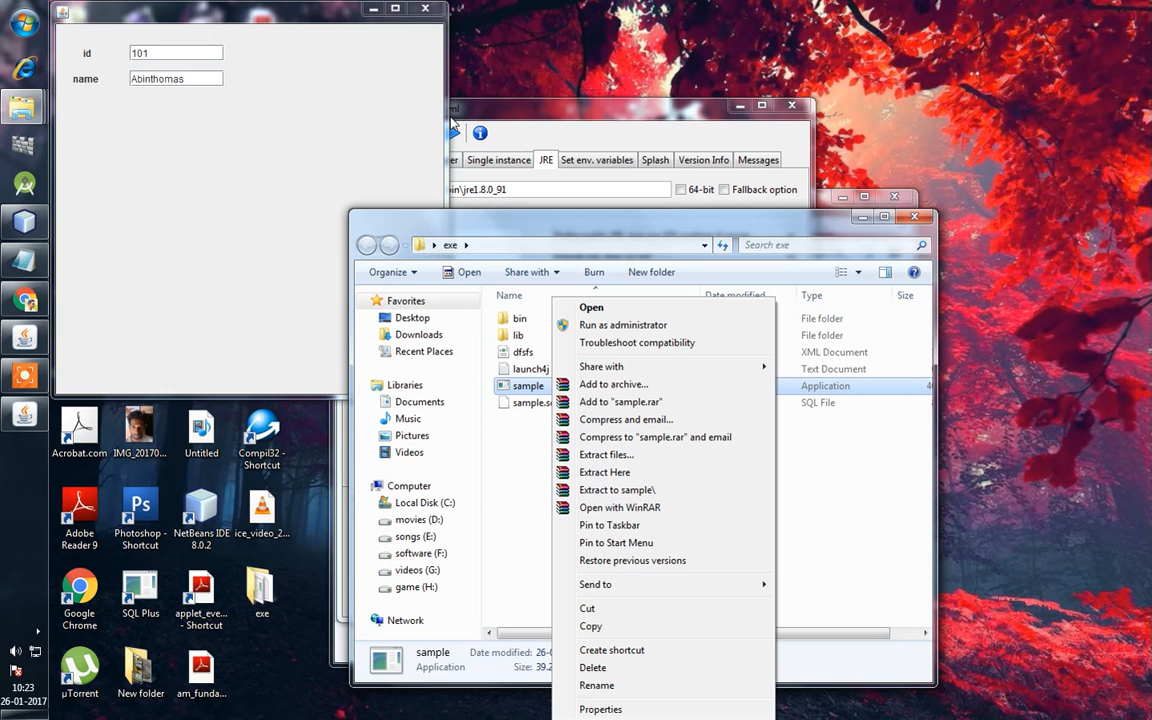 id 101
name Abinthomas
Single instance JRE Set env. variables Splash Version Info Messages
\jre1.8.0_91 64-bit Fallback option
exe Search exe
Organize Open Share with Burn New folder
Name Date modified Type Size
Favorites
Desktop
Downloads
Recent Places
Libraries
Documents
Music
Pictures
Videos
Computer
Local Disk (C:)
movies (D:)
songs (E:)
software (F:)
videos (G:)
game (H:)
Network
bin File folder
lib File folder
dfsfs XML Document
launch4j Text Document
sample Application
SQL File
Open
Run as administrator
Troubleshoot compatibility
Share with
Add to archive...
Add to "sample.rar"
Compress and email...
Compress to "sample.rar" and email
Extract files...
Extract Here
Extract to sample\
Open with WinRAR
Pin to Taskbar
Pin to Start Menu
Restore previous versions
Send to
Cut
Copy
Create shortcut
Delete
Rename
Properties
sample Date modified: 26-0
Application Size: 39.2
Acrobat.com IMG_20170... Untitled Compil32 - Shortcut
Adobe Reader 9 Photoshop - Shortcut NetBeans IDE 8.0.2 ice_video_2...
Google Chrome SQL Plus applet_eve... - Shortcut exe
µTorrent New folder am_funda...
10:23
26-01-2017